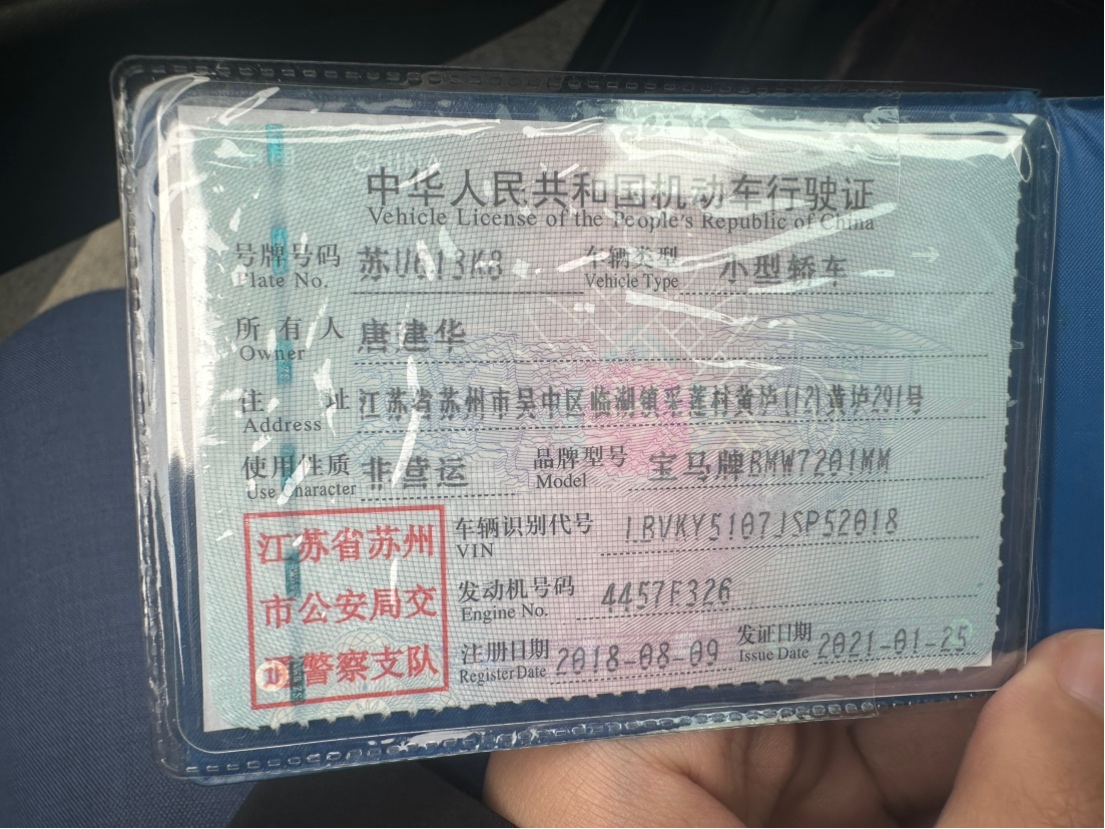 CHINA
中华人民共和国机动车行驶证
Vehicle License of the People's Republic of China
号牌号码 苏U613K8 车辆类型 小型轿车
Plate No. Vehicle Type
所有人 唐建华
Owner
住址 江苏省苏州市吴中区临湖镇采莲村黄垆(12)黄垆291号
Address
使用性质 非营运 品牌型号 宝马牌BMW7201MM
Use Character Model
江苏省苏州
市公安局交
警察支队
车辆识别代号 LBVKY5107JSP52018
VIN
发动机号码 4457F326
Engine No.
注册日期 2018-08-09 发证日期 2021-01-25
Register Date Issue Date